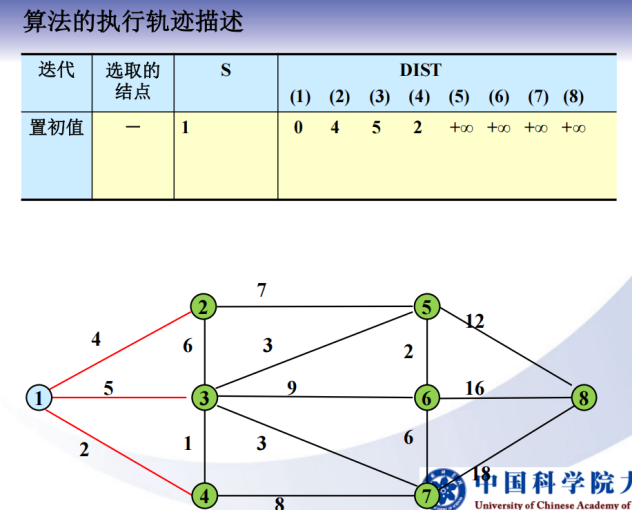 算法的执行轨迹描述
迭代 选取的结点 S DIST
(1) (2) (3) (4) (5) (6) (7) (8)
置初值 － 1 0 4 5 2 +∞ +∞ +∞ +∞
7
2 5
12
4 6 3 2
5 9 16
1 3 6 8
2 1 3 6
18
4 7
8
中国科学院大
University of Chinese Academy of